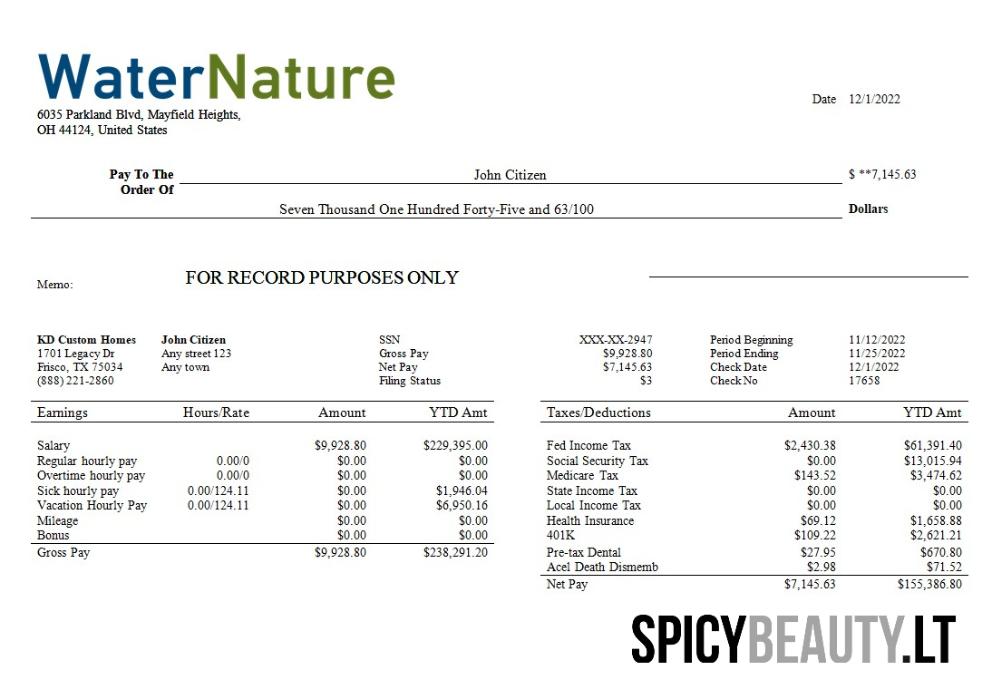 WaterNature
6035 Parkland Blvd, Mayfield Heights,
OH 44124, United States
Date 12/1/2022
Pay To The Order Of John Citizen $ **7,145.63
Seven Thousand One Hundred Forty-Five and 63/100 Dollars
Memo: FOR RECORD PURPOSES ONLY
KD Custom Homes John Citizen SSN XXX-XX-2947 Period Beginning 11/12/2022
1701 Legacy Dr Any street 123 Gross Pay $9,928.80 Period Ending 11/25/2022
Frisco, TX 75034 Any town Net Pay $7,145.63 Check Date 12/1/2022
(888) 221-2860 Filing Status $3 Check No 17658
Earnings Hours/Rate Amount YTD Amt Taxes/Deductions Amount YTD Amt
Salary $9,928.80 $229,395.00 Fed Income Tax $2,430.38 $61,391.40
Regular hourly pay 0.00/0 $0.00 $0.00 Social Security Tax $0.00 $13,015.94
Overtime hourly pay 0.00/0 $0.00 $0.00 Medicare Tax $143.52 $3,474.62
Sick hourly pay 0.00/124.11 $0.00 $1,946.04 State Income Tax $0.00 $0.00
Vacation Hourly Pay 0.00/124.11 $0.00 $6,950.16 Local Income Tax $0.00 $0.00
Mileage $0.00 $0.00 Health Insurance $69.12 $1,658.88
Bonus $0.00 $0.00 401K $109.22 $2,621.21
Gross Pay $9,928.80 $238,291.20 Pre-tax Dental $27.95 $670.80
Acel Death Dismemb $2.98 $71.52
Net Pay $7,145.63 $155,386.80
SPICYBEAUTY.LT